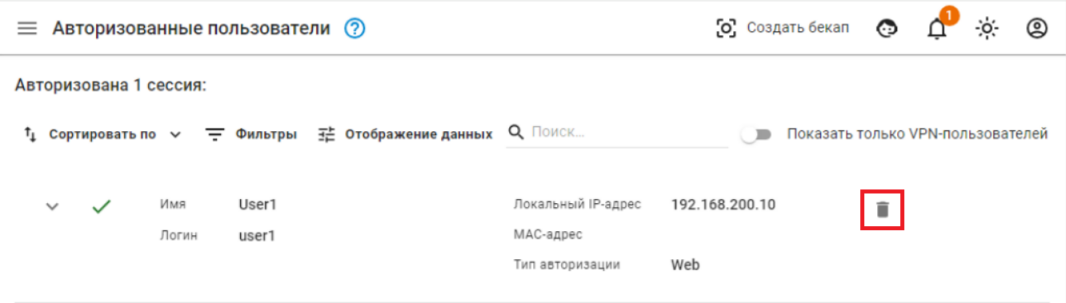 Авторизованные пользователи
Создать бекап
1
Авторизована 1 сессия:
Сортировать по Фильтры Отображение данных Поиск... Показать только VPN-пользователей
Имя User1 Локальный IP-адрес 192.168.200.10
Логин user1 MAC-адрес
Тип авторизации Web